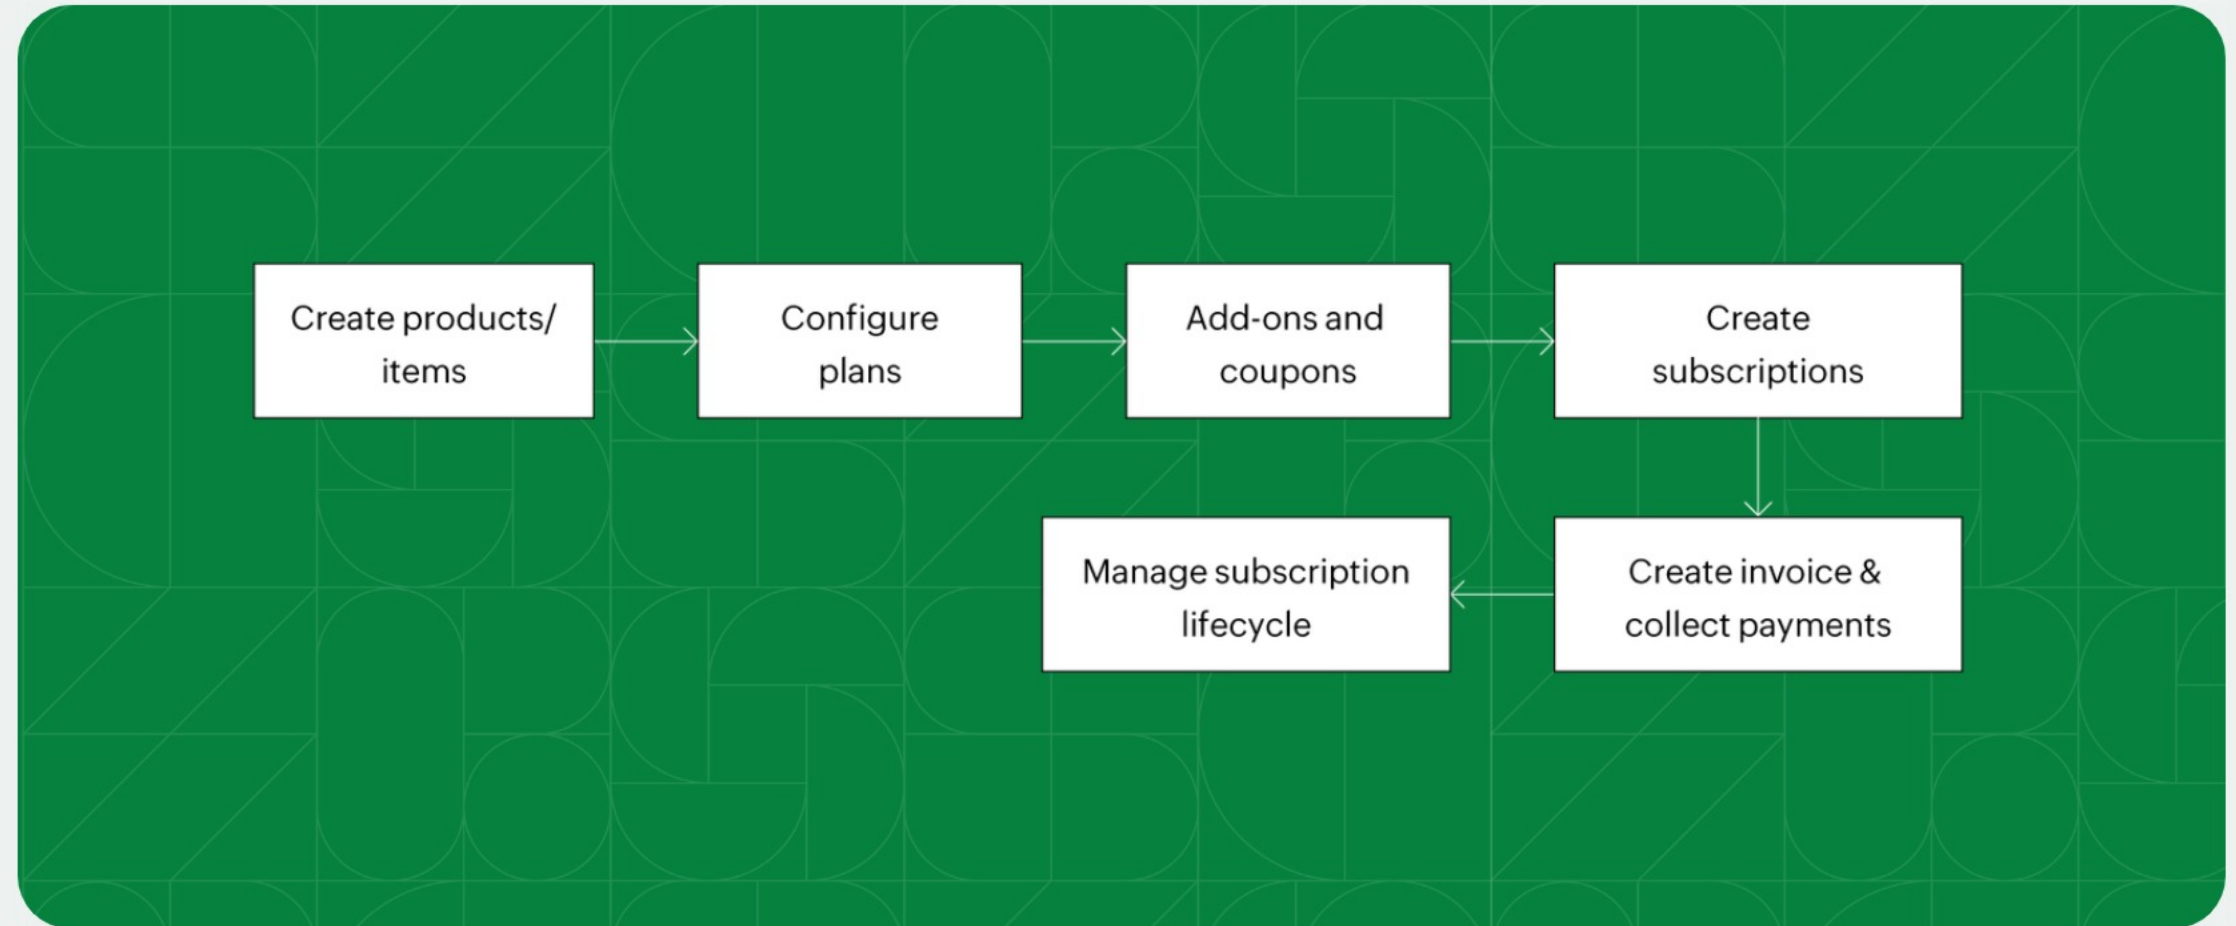 Create products/
items
Configure
plans
Add-ons and
coupons
Create
subscriptions
Create invoice &
collect payments
Manage subscription
lifecycle